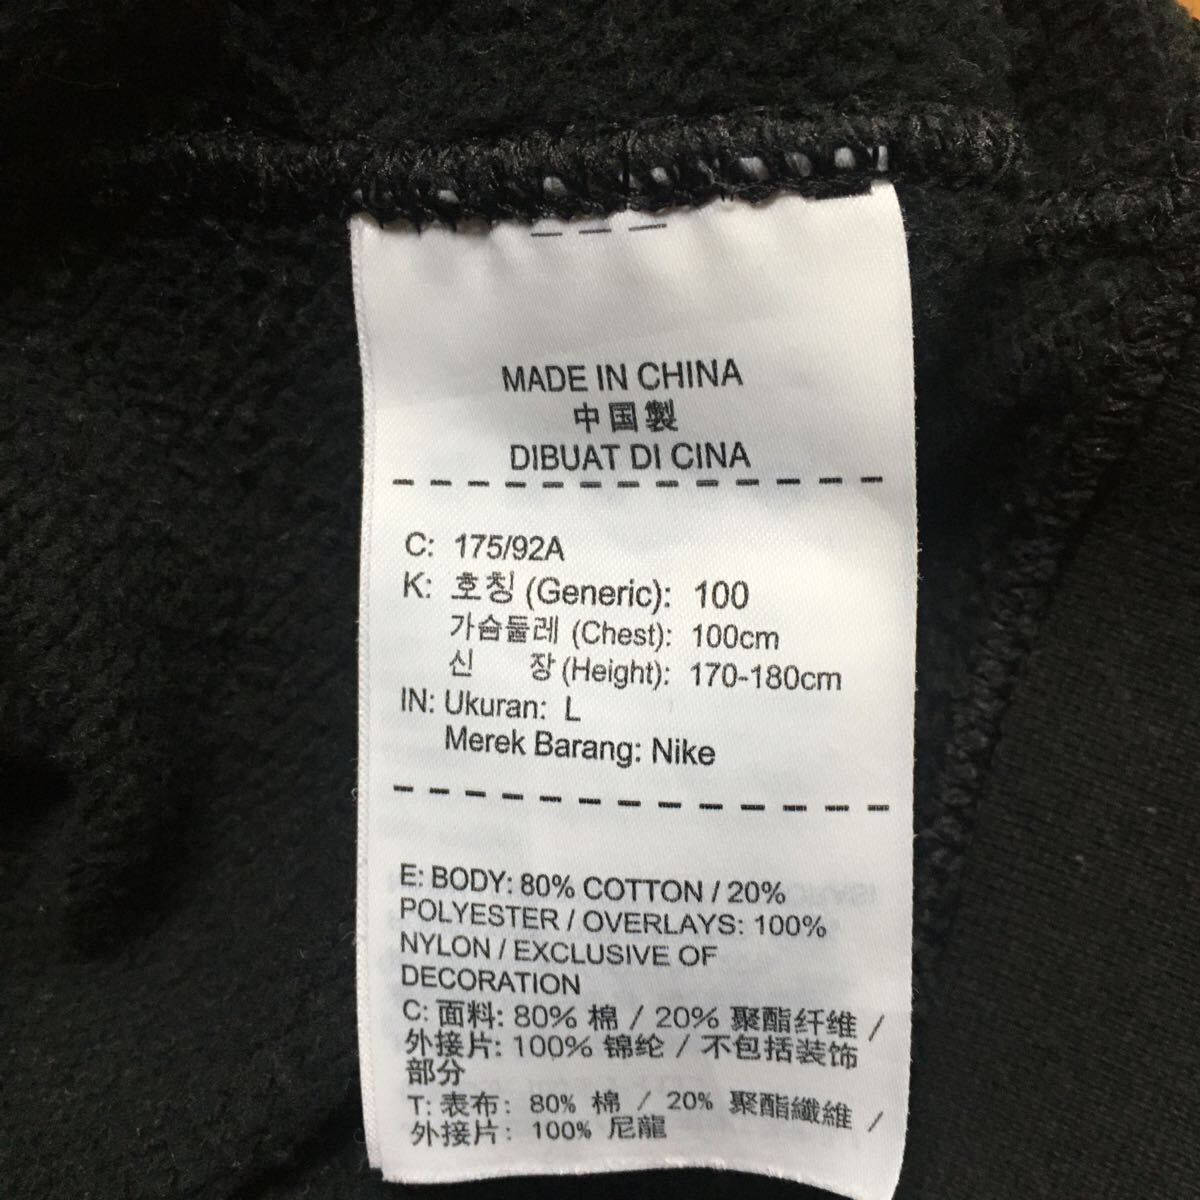 MADE IN CHINA
中国製
DIBUAT DI CINA
C: 175/92A
K: 호칭 (Generic): 100
가슴둘레 (Chest): 100cm
신 장 (Height): 170-180cm
IN: Ukuran: L
Merek Barang: Nike
E: BODY: 80% COTTON / 20%
POLYESTER / OVERLAYS: 100%
NYLON / EXCLUSIVE OF
DECORATION
C: 面料: 80% 棉 / 20% 聚酯纤维 /
外接片: 100% 锦纶 / 不包括装饰
部分
T: 表布: 80% 棉 / 20% 聚酯纖維 /
外接片: 100% 尼龍